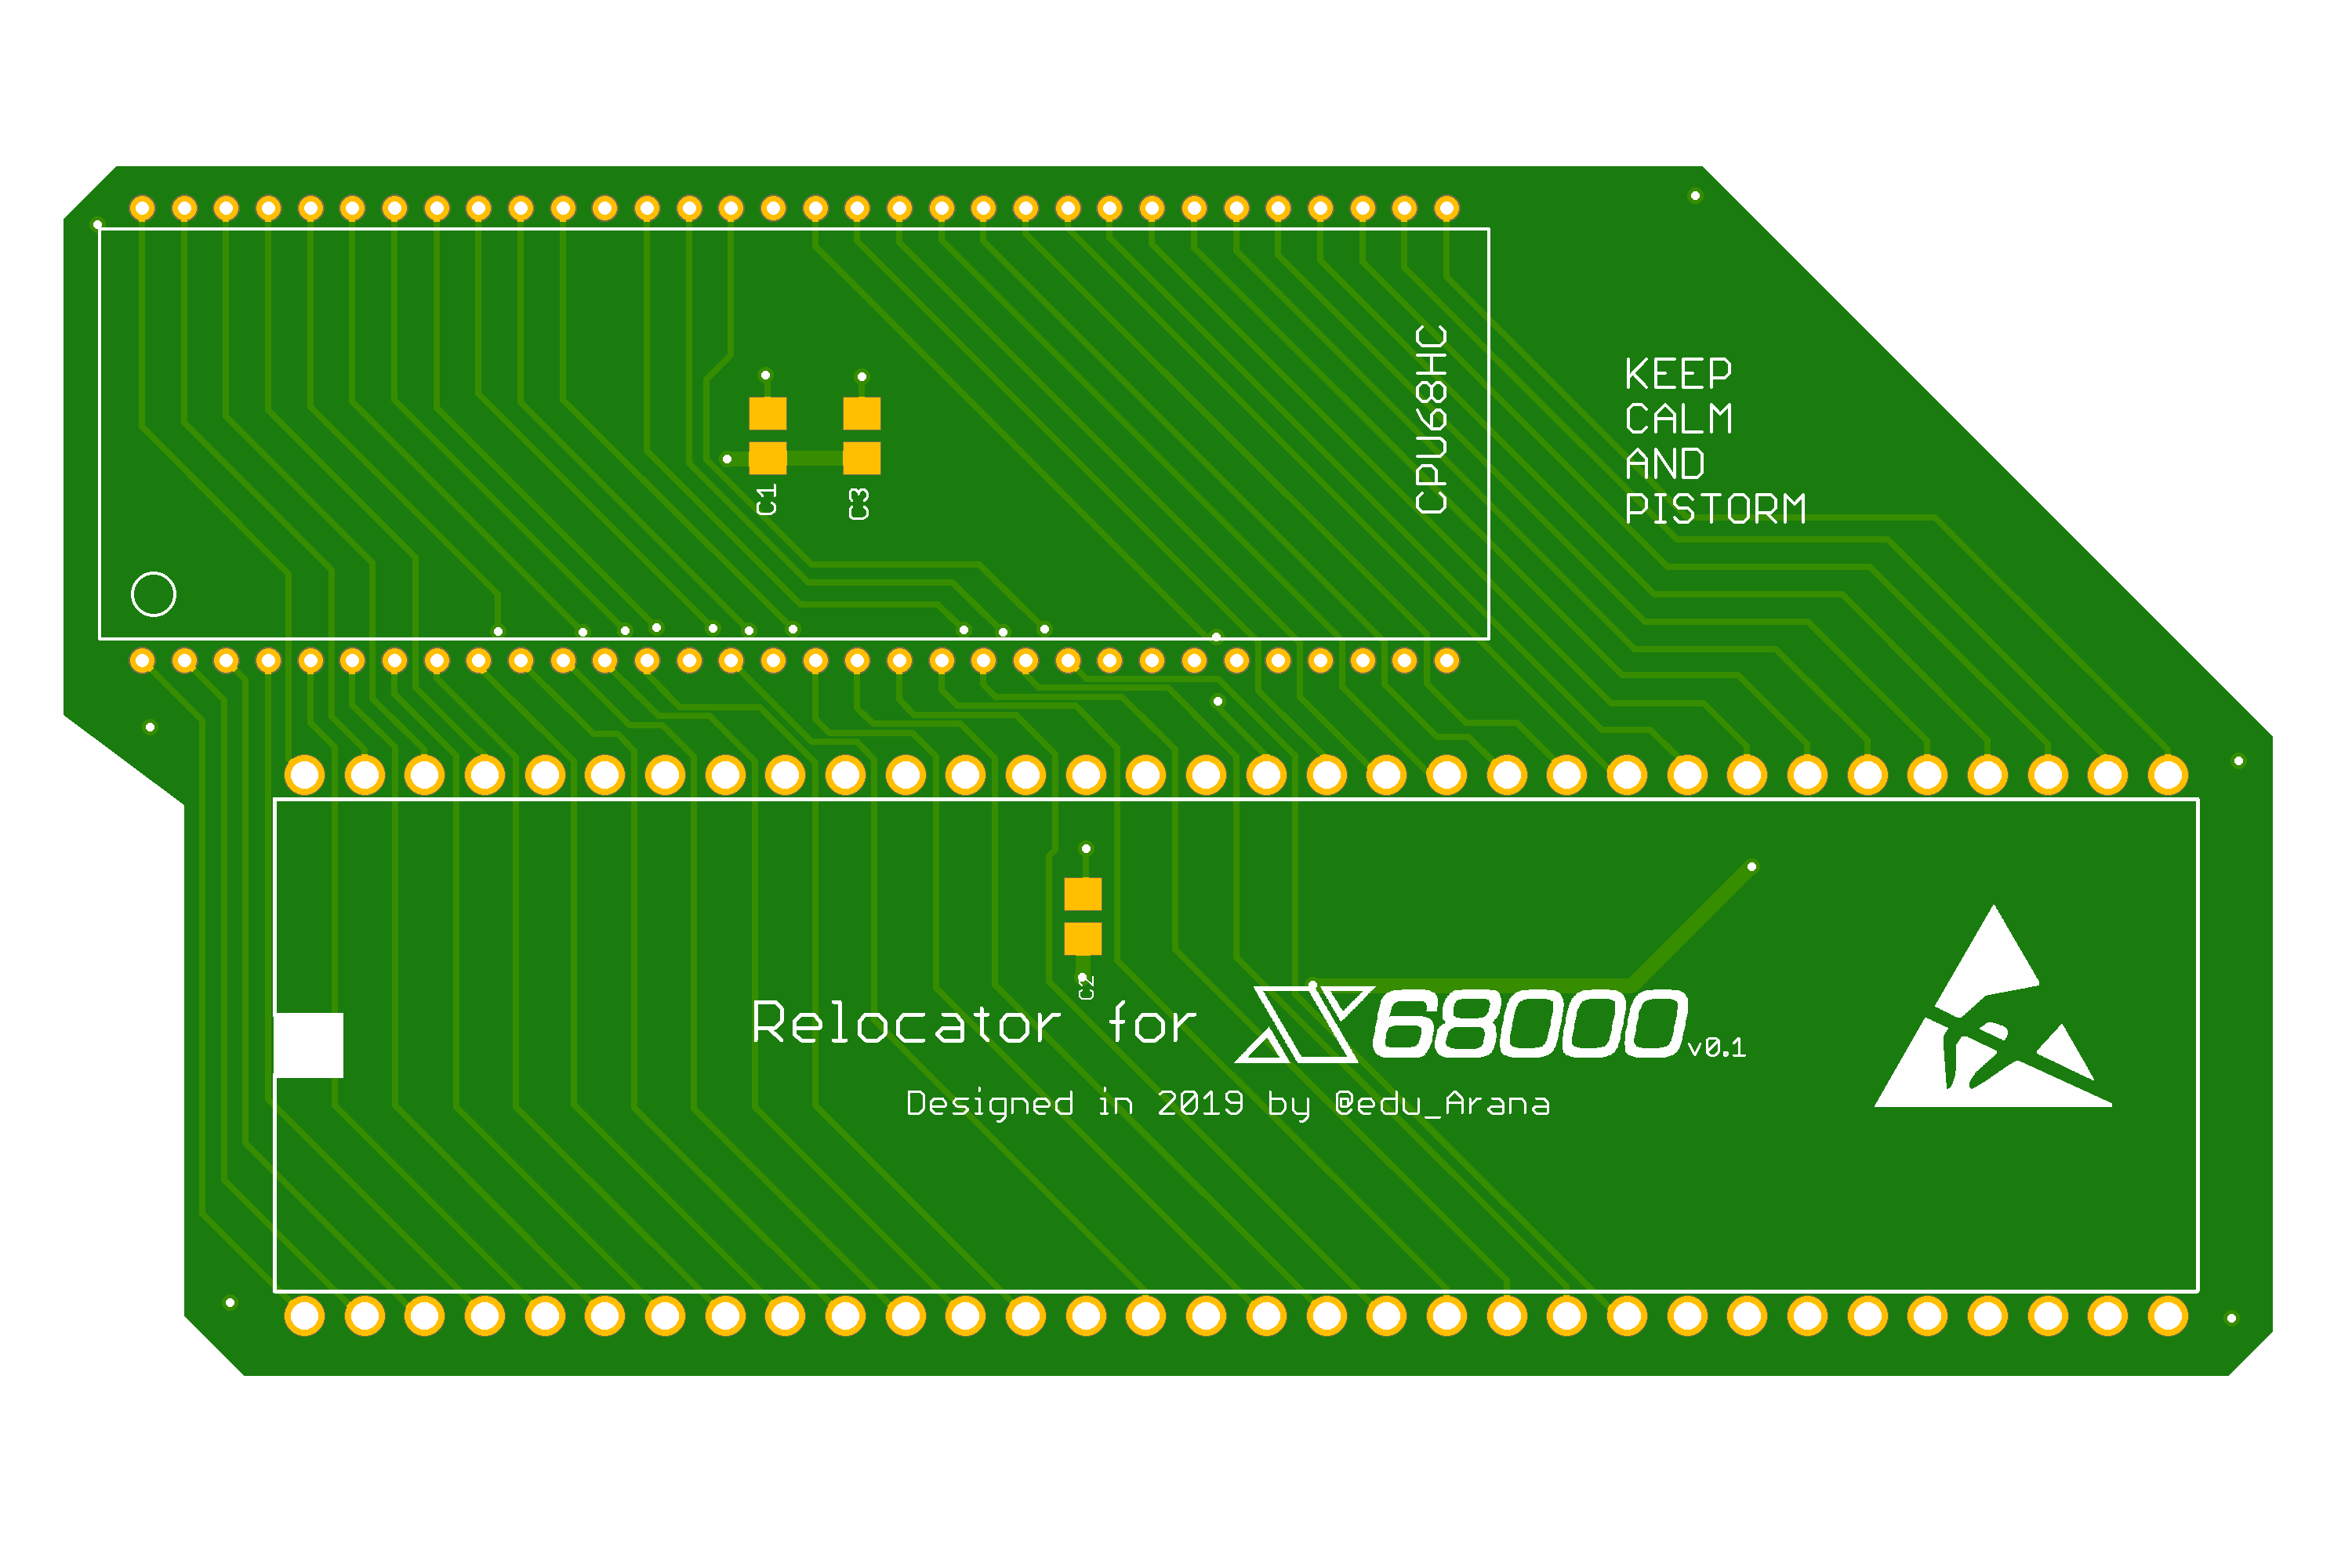 CPU68HC
KEEP
CALM
AND
PISTORM
C1
C3
C2
Relocator for X68000 v0.1
Designed in 2019 by @edu_Arana